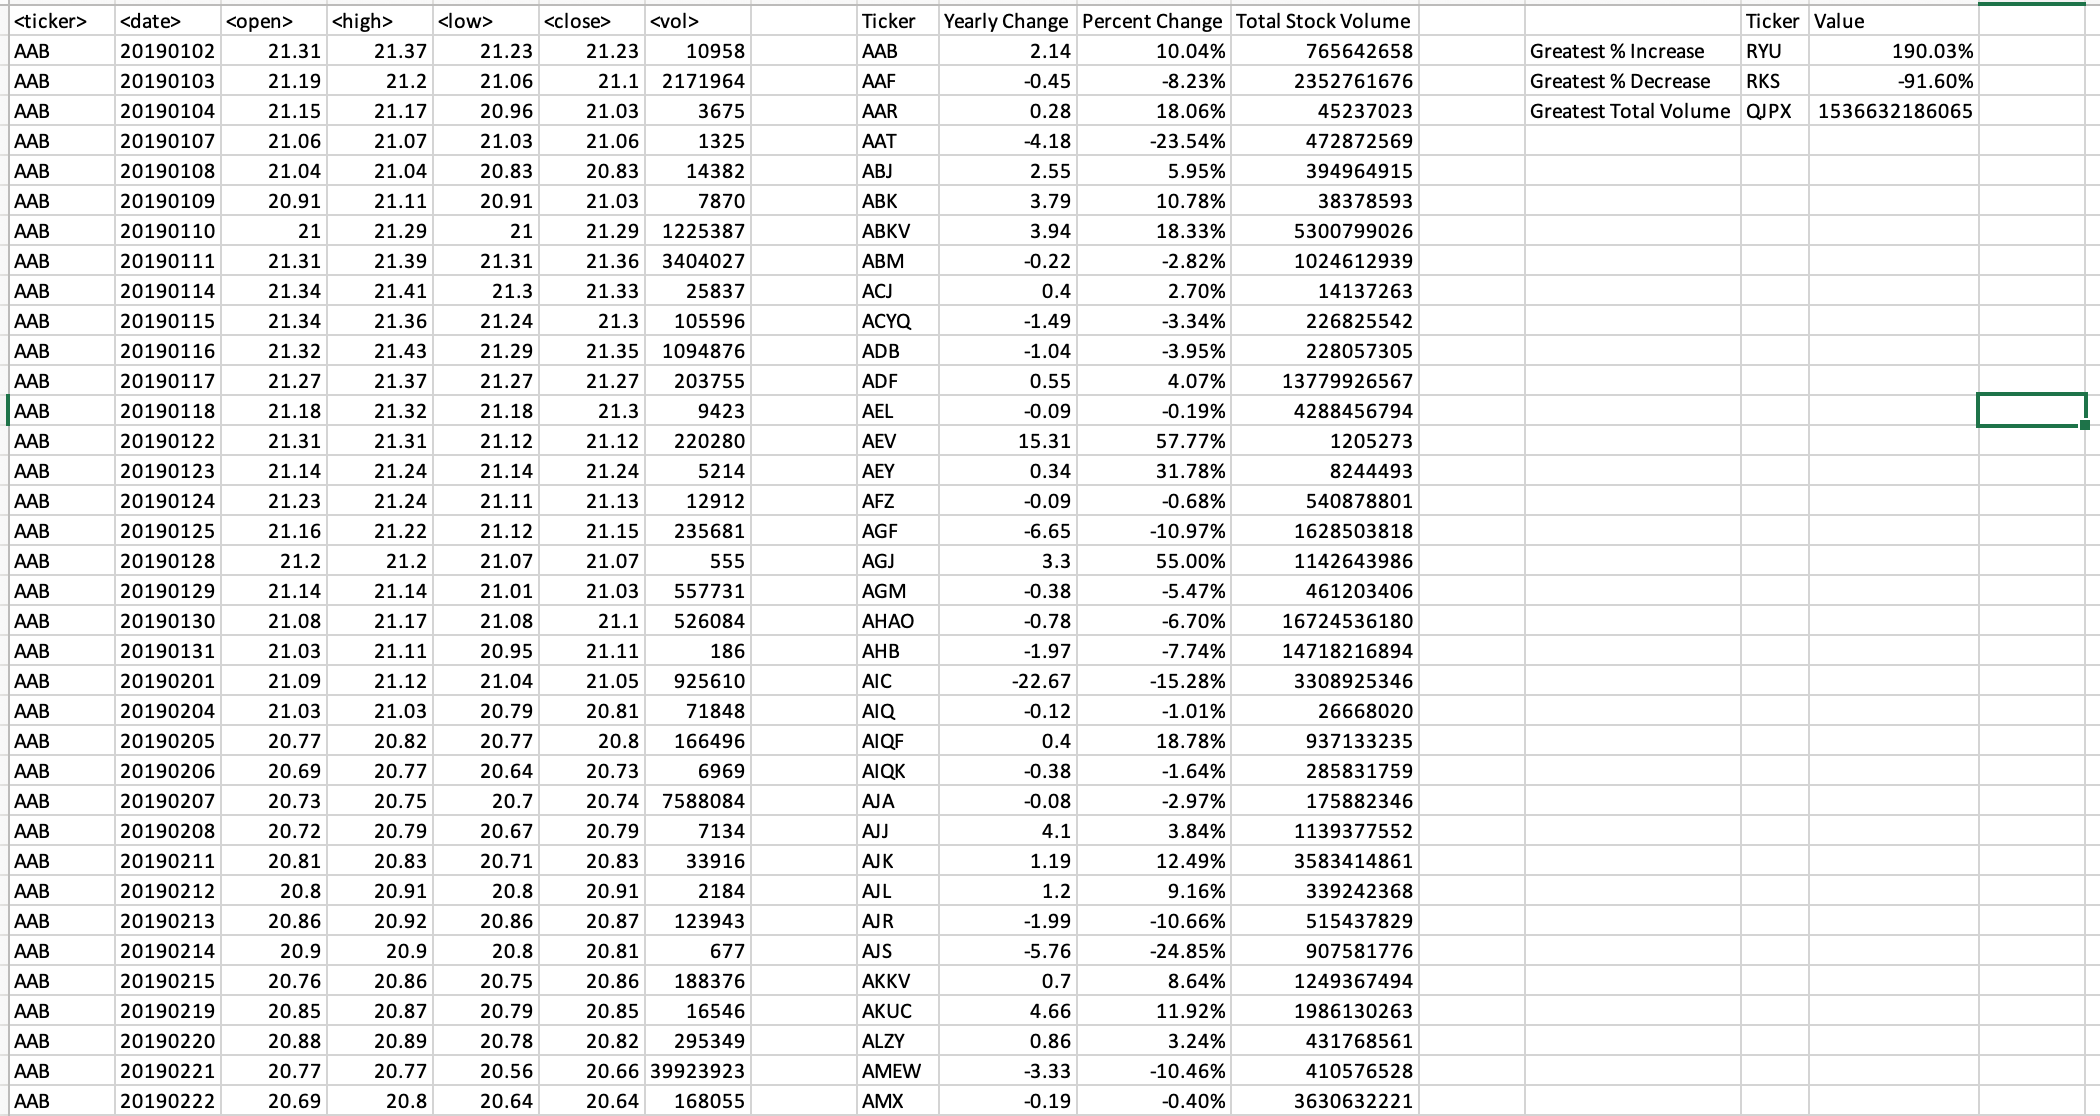 <ticker> <date> <open> <high> <low> <close> <vol> Ticker Yearly Change Percent Change Total Stock Volume Ticker Value
AAB 20190102 21.31 21.37 21.23 21.23 10958 AAB 2.14 10.04% 765642658 Greatest % Increase RYU 190.03%
AAB 20190103 21.19 21.2 21.06 21.1 2171964 AAF -0.45 -8.23% 2352761676 Greatest % Decrease RKS -91.60%
AAB 20190104 21.15 21.17 20.96 21.03 3675 AAR 0.28 18.06% 45237023 Greatest Total Volume QJPX 1536632186065
AAB 20190107 21.06 21.07 21.03 21.06 1325 AAT -4.18 -23.54% 472872569
AAB 20190108 21.04 21.04 20.83 20.83 14382 ABJ 2.55 5.95% 394964915
AAB 20190109 20.91 21.11 20.91 21.03 7870 ABK 3.79 10.78% 38378593
AAB 20190110 21 21.29 21 21.29 1225387 ABKV 3.94 18.33% 5300799026
AAB 20190111 21.31 21.39 21.31 21.36 3404027 ABM -0.22 -2.82% 1024612939
AAB 20190114 21.34 21.41 21.3 21.33 25837 ACJ 0.4 2.70% 14137263
AAB 20190115 21.34 21.36 21.24 21.3 105596 ACYQ -1.49 -3.34% 226825542
AAB 20190116 21.32 21.43 21.29 21.35 1094876 ADB -1.04 -3.95% 228057305
AAB 20190117 21.27 21.37 21.27 21.27 203755 ADF 0.55 4.07% 13779926567
AAB 20190118 21.18 21.32 21.18 21.3 9423 AEL -0.09 -0.19% 4288456794
AAB 20190122 21.31 21.31 21.12 21.12 220280 AEV 15.31 57.77% 1205273
AAB 20190123 21.14 21.24 21.14 21.24 5214 AEY 0.34 31.78% 8244493
AAB 20190124 21.23 21.24 21.11 21.13 12912 AFZ -0.09 -0.68% 540878801
AAB 20190125 21.16 21.22 21.12 21.15 235681 AGF -6.65 -10.97% 1628503818
AAB 20190128 21.2 21.2 21.07 21.07 555 AGJ 3.3 55.00% 1142643986
AAB 20190129 21.14 21.14 21.01 21.03 557731 AGM -0.38 -5.47% 461203406
AAB 20190130 21.08 21.17 21.08 21.1 526084 AHAO -0.78 -6.70% 16724536180
AAB 20190131 21.03 21.11 20.95 21.11 186 AHB -1.97 -7.74% 14718216894
AAB 20190201 21.09 21.12 21.04 21.05 925610 AIC -22.67 -15.28% 3308925346
AAB 20190204 21.03 21.03 20.79 20.81 71848 AIQ -0.12 -1.01% 26668020
AAB 20190205 20.77 20.82 20.77 20.8 166496 AIQF 0.4 18.78% 937133235
AAB 20190206 20.69 20.77 20.64 20.73 6969 AIQK -0.38 -1.64% 285831759
AAB 20190207 20.73 20.75 20.7 20.74 7588084 AJA -0.08 -2.97% 175882346
AAB 20190208 20.72 20.79 20.67 20.79 7134 AJJ 4.1 3.84% 1139377552
AAB 20190211 20.81 20.83 20.71 20.83 33916 AJK 1.19 12.49% 3583414861
AAB 20190212 20.8 20.91 20.8 20.91 2184 AJL 1.2 9.16% 339242368
AAB 20190213 20.86 20.92 20.86 20.87 123943 AJR -1.99 -10.66% 515437829
AAB 20190214 20.9 20.9 20.8 20.81 677 AJS -5.76 -24.85% 907581776
AAB 20190215 20.76 20.86 20.75 20.86 188376 AKKV 0.7 8.64% 1249367494
AAB 20190219 20.85 20.87 20.79 20.85 16546 AKUC 4.66 11.92% 1986130263
AAB 20190220 20.88 20.89 20.78 20.82 295349 ALZY 0.86 3.24% 431768561
AAB 20190221 20.77 20.77 20.56 20.66 39923923 AMEW -3.33 -10.46% 410576528
AAB 20190222 20.69 20.8 20.64 20.64 168055 AMX -0.19 -0.40% 3630632221